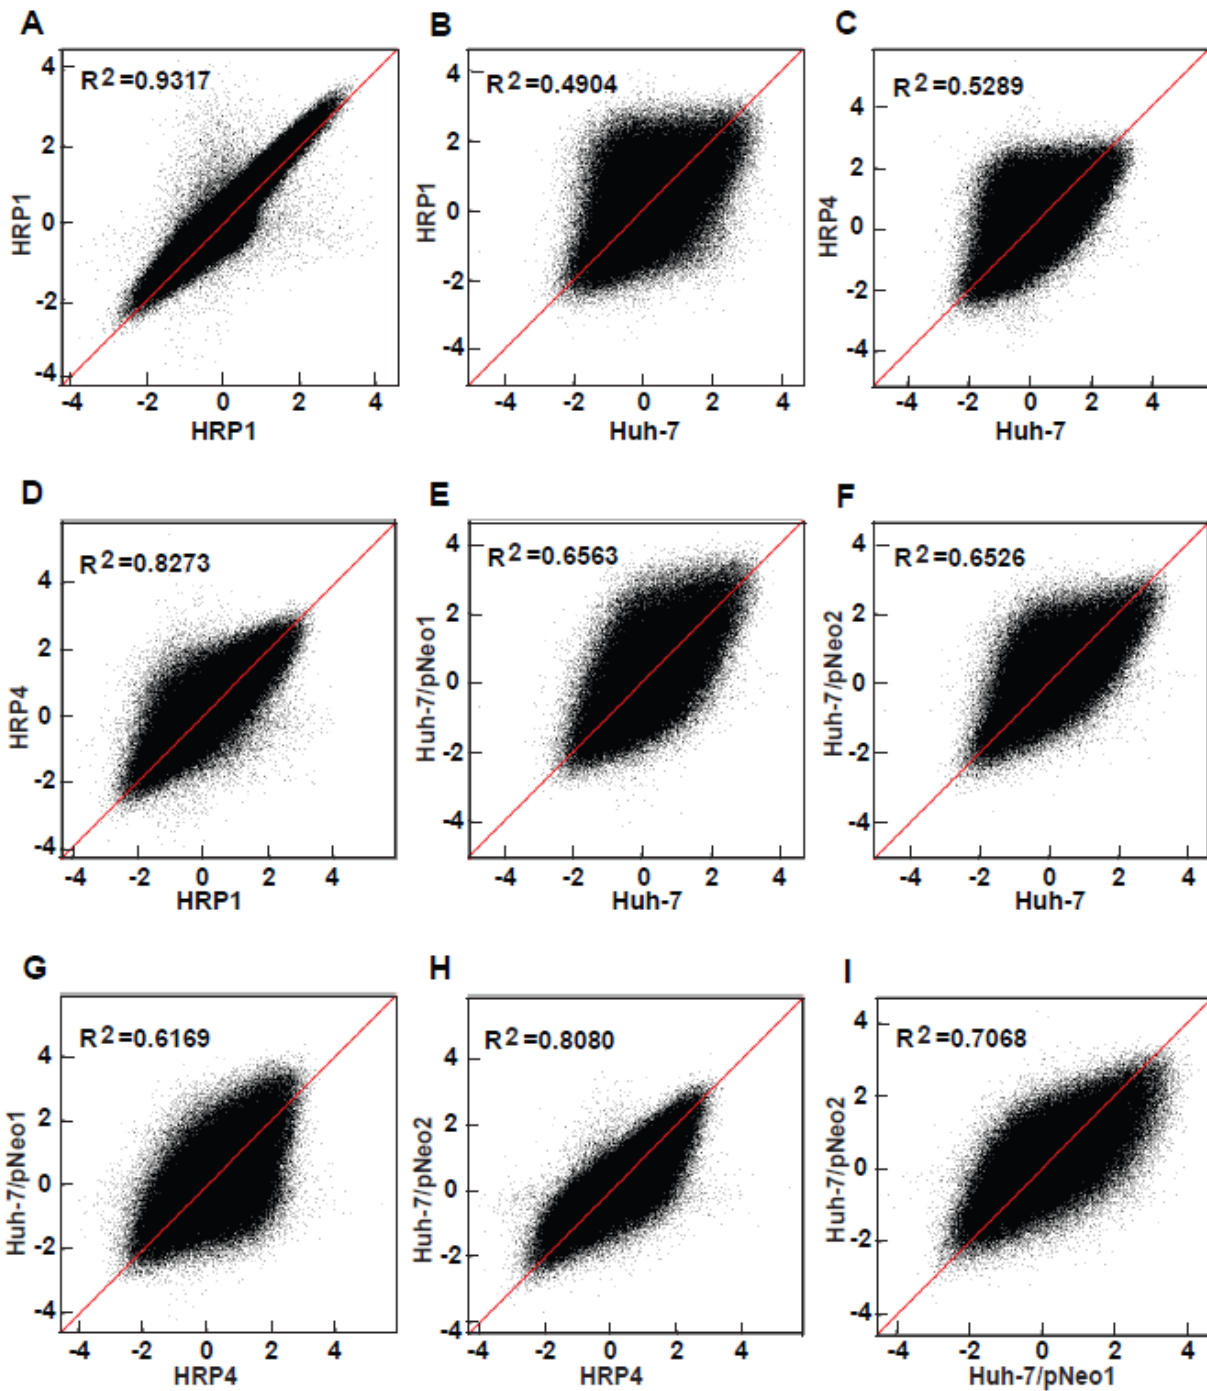 A
R2=0.9317
4
2
0
-2
-4
HRP1
-4 -2 0 2 4
HRP1
B
R2=0.4904
4
2
0
-2
-4
HRP1
-4 -2 0 2 4
Huh-7
C
R2=0.5289
4
2
0
-2
-4
HRP4
-4 -2 0 2 4
Huh-7
D
R2=0.8273
4
2
0
-2
-4
HRP4
-4 -2 0 2 4
HRP1
E
R2=0.6563
4
2
0
-2
-4
Huh-7/pNeo1
-4 -2 0 2 4
Huh-7
F
R2=0.6526
4
2
0
-2
-4
Huh-7/pNeo2
-4 -2 0 2 4
Huh-7
G
R2=0.6169
4
2
0
-2
-4
Huh-7/pNeo1
-4 -2 0 2 4
HRP4
H
R2=0.8080
4
2
0
-2
-4
Huh-7/pNeo2
-4 -2 0 2 4
HRP4
I
R2=0.7068
4
2
0
-2
-4
Huh-7/pNeo2
-4 -2 0 2 4
Huh-7/pNeo1